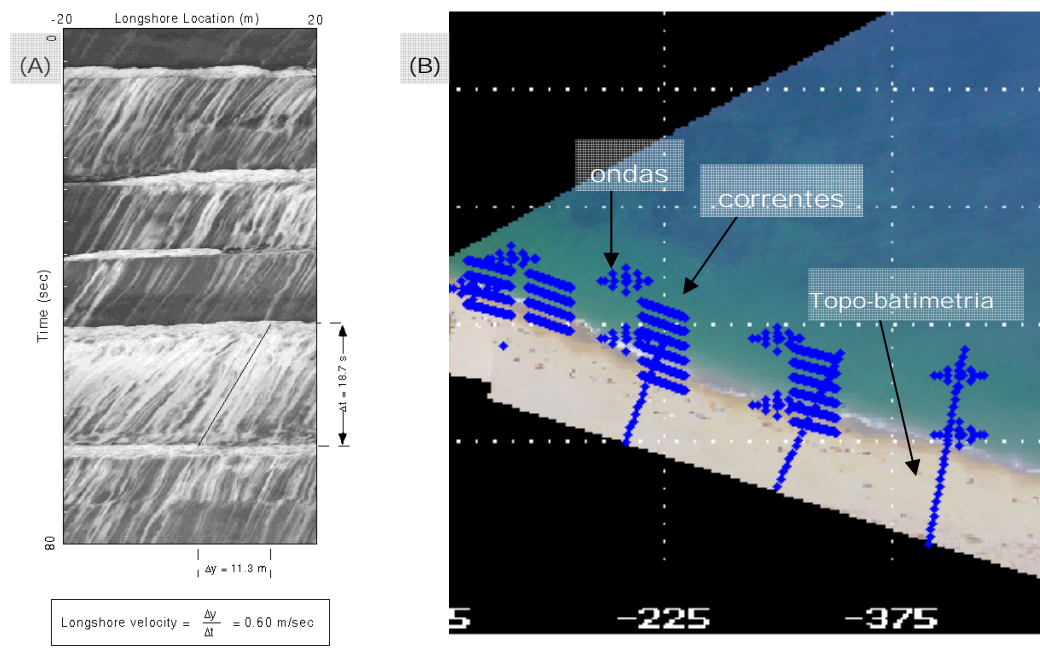 (A)
-20 Longshore Location (m) 20
0
Time (sec)
80
Δt = 18.7 s
Δy = 11.3 m
Longshore velocity = Δy/Δt = 0.60 m/sec
(B)
ondas
correntes
Topo-batimetria
5 -225 -375